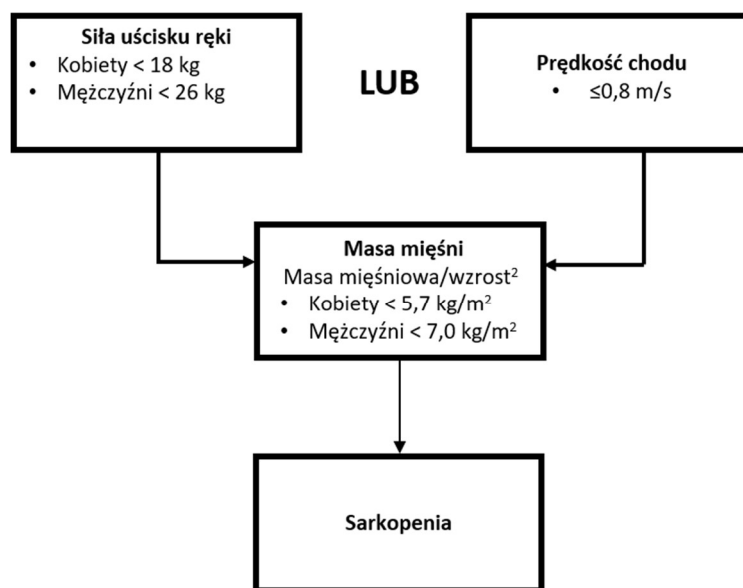 Siła uścisku ręki
• Kobiety < 18 kg
• Mężczyźni < 26 kg
LUB
Prędkość chodu
• ≤0,8 m/s
Masa mięśni
Masa mięśniowa/wzrost²
• Kobiety < 5,7 kg/m²
• Mężczyźni < 7,0 kg/m²
Sarkopenia